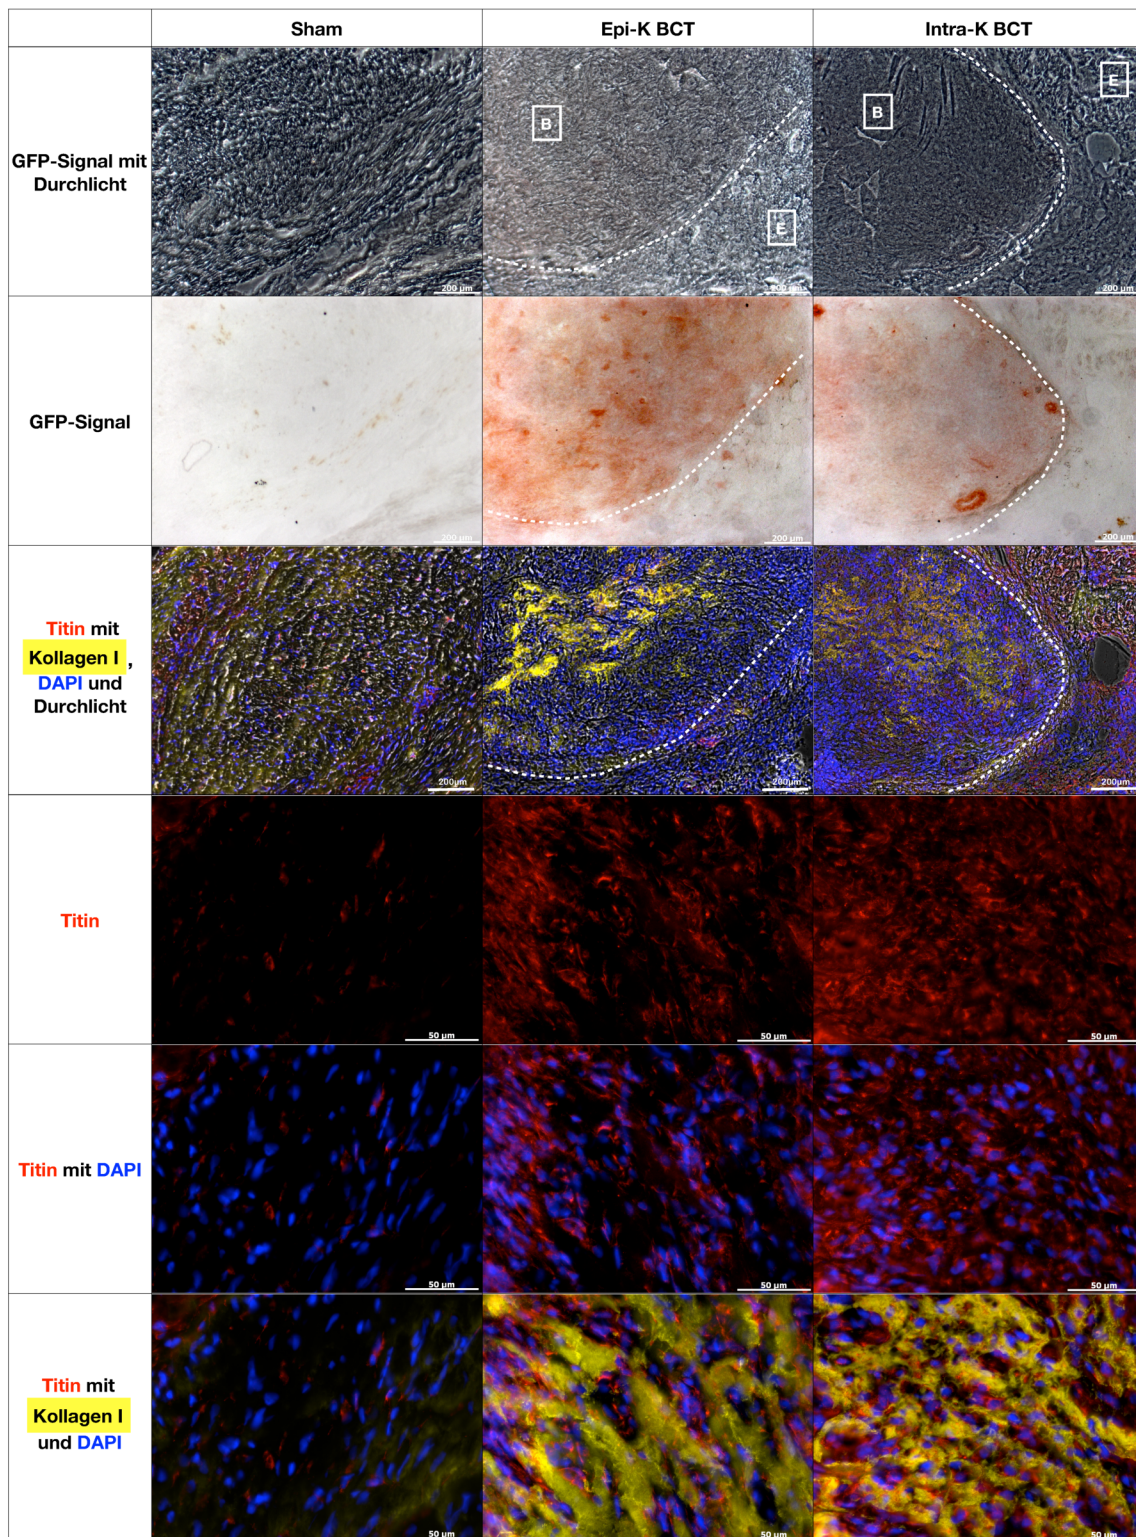 Sham Epi-K BCT Intra-K BCT
GFP-Signal mit
Durchlicht
B
E
B
E
200 µm
200 µm
200 µm
GFP-Signal
200 µm
200 µm
200 µm
Titin mit
Kollagen I ,
DAPI und
Durchlicht
200µm
200µm
200µm
Titin
50 µm
50 µm
50 µm
Titin mit DAPI
50 µm
50 µm
50 µm
Titin mit
Kollagen I
und DAPI
50 µm
50 µm
50 µm